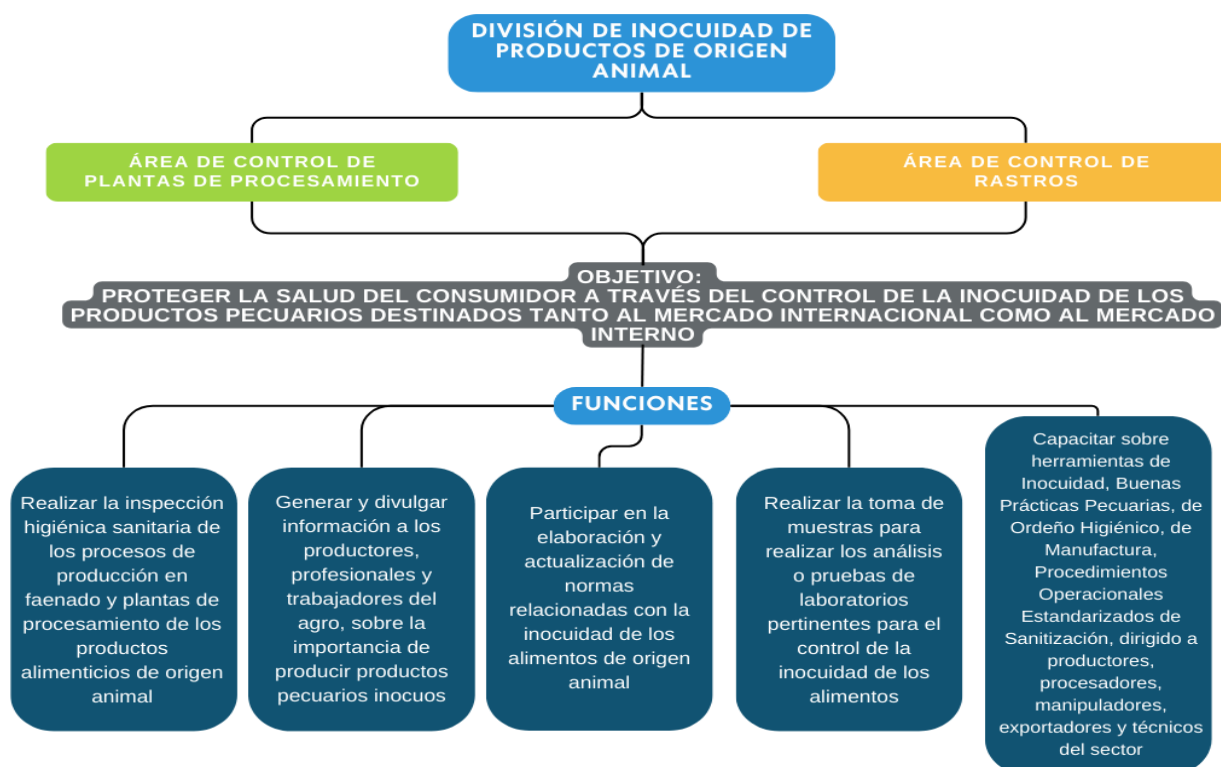 DIVISIÓN DE INOCUIDAD DE
PRODUCTOS DE ORIGEN
ANIMAL
ÁREA DE CONTROL DE
PLANTAS DE PROCESAMIENTO
ÁREA DE CONTROL DE
RASTROS
OBJETIVO:
PROTEGER LA SALUD DEL CONSUMIDOR A TRAVÉS DEL CONTROL DE LA INOCUIDAD DE LOS
PRODUCTOS PECUARIOS DESTINADOS TANTO AL MERCADO INTERNACIONAL COMO AL MERCADO
INTERNO
FUNCIONES
Realizar la inspección
higiénica sanitaria de
los procesos de
producción en
faenado y plantas de
procesamiento de los
productos
alimenticios de origen
animal
Generar y divulgar
información a los
productores,
profesionales y
trabajadores del
agro, sobre la
importancia de
producir productos
pecuarios inocuos
Participar en la
elaboración y
actualización de
normas
relacionadas con la
inocuidad de los
alimentos de origen
animal
Realizar la toma de
muestras para
realizar los análisis
o pruebas de
laboratorios
pertinentes para el
control de la
inocuidad de los
alimentos
Capacitar sobre
herramientas de
Inocuidad, Buenas
Prácticas Pecuarias, de
Ordeño Higiénico, de
Manufactura,
Procedimientos
Operacionales
Estandarizados de
Sanitización, dirigido a
productores,
procesadores,
manipuladores,
exportadores y técnicos
del sector